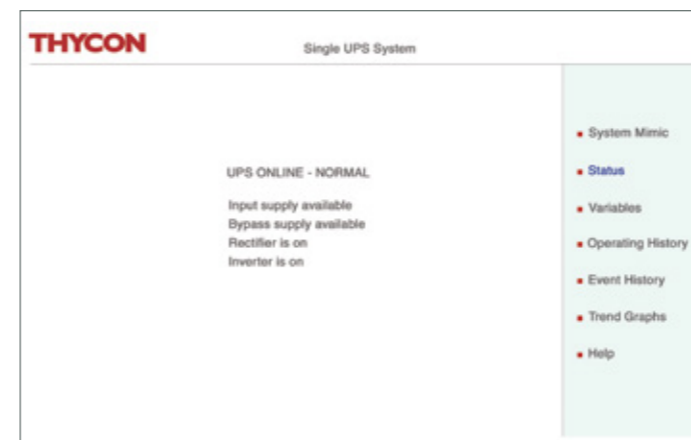 THYCON
Single UPS System
UPS ONLINE - NORMAL
Input supply available
Bypass supply available
Rectifier is on
Inverter is on
System Mimic
Status
Variables
Operating History
Event History
Trend Graphs
Help